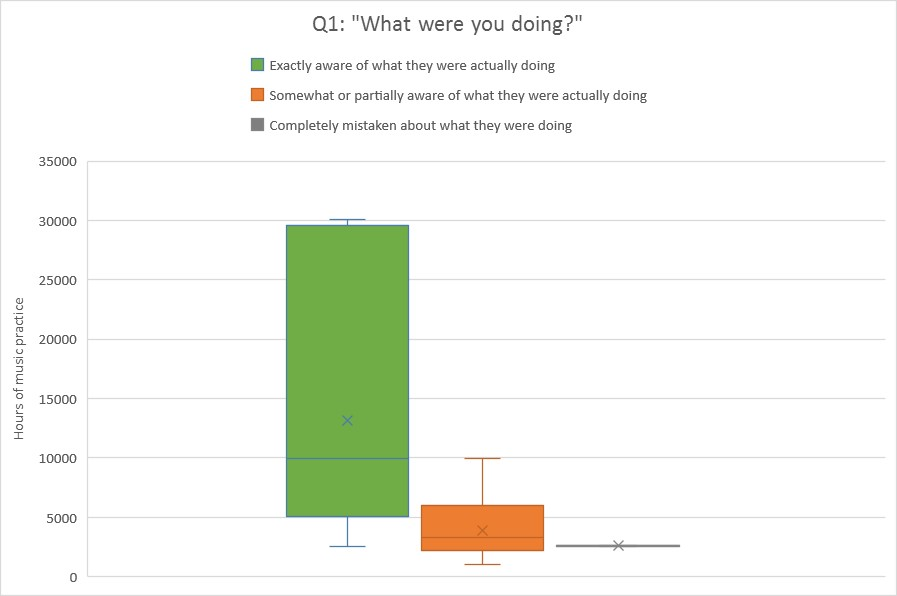 Q1: "What were you doing?"
Exactly aware of what they were actually doing
Somewhat or partially aware of what they were actually doing
Completely mistaken about what they were doing
35000
30000
25000
20000
15000
10000
5000
0
Hours of music practice